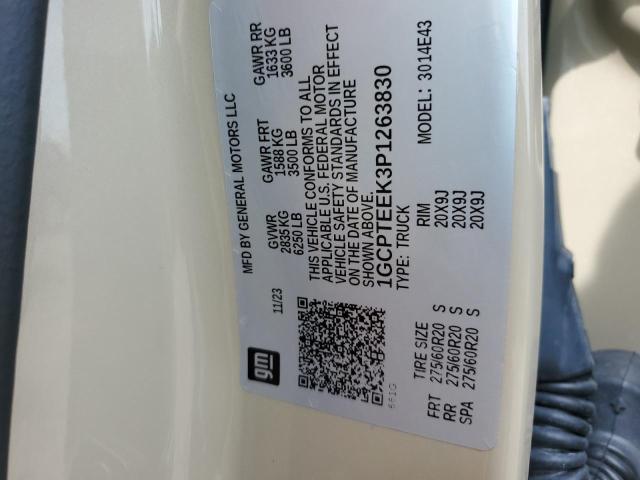 gm
11/23
MFD BY GENERAL MOTORS LLC
GVWR GAWR FRT GAWR RR
2835 KG 1588 KG 1633 KG
6250 LB 3500 LB 3600 LB
THIS VEHICLE CONFORMS TO ALL
APPLICABLE U.S. FEDERAL MOTOR
VEHICLE SAFETY STANDARDS IN EFFECT
ON THE DATE OF MANUFACTURE
SHOWN ABOVE.
1GCPTEEK3P1263830
TYPE: TRUCK MODEL: 3014E43
661G
TIRE SIZE RIM
FRT 275/60R20 S 20X9J
RR 275/60R20 S 20X9J
SPA 275/60R20 S 20X9J